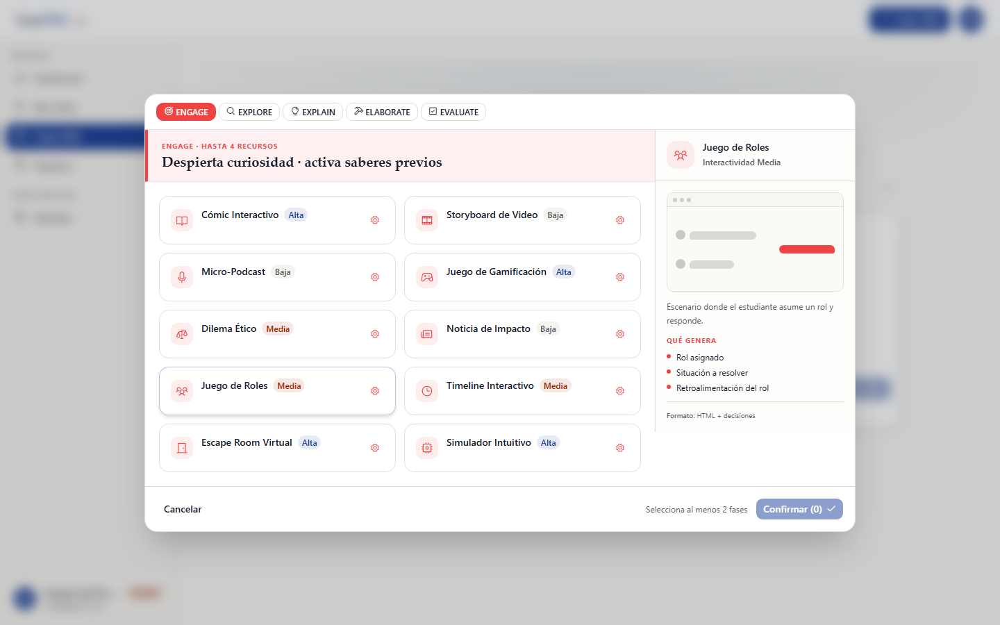 ENGAGE
EXPLORE
EXPLAIN
ELABORATE
EVALUATE
ENGAGE · HASTA 4 RECURSOS
Despierta curiosidad · activa saberes previos
Cómic Interactivo Alta
Storyboard de Video Baja
Micro-Podcast Baja
Juego de Gamificación Alta
Dilema Ético Media
Noticia de Impacto Baja
Juego de Roles Media
Timeline Interactivo Media
Escape Room Virtual Alta
Simulador Intuitivo Alta
Juego de Roles
Interactividad Media
Escenario donde el estudiante asume un rol y
responde.
QUÉ GENERA
Rol asignado
Situación a resolver
Retroalimentación del rol
Formato: HTML + decisiones
Cancelar
Selecciona al menos 2 fases
Confirmar (0)